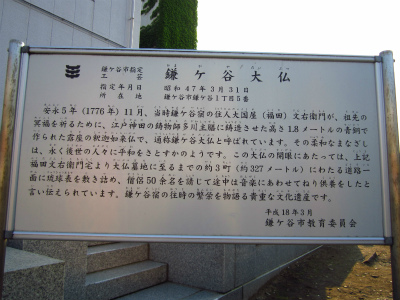 鎌ケ谷市指定
工芸
鎌ケ谷大仏
指定年月日 昭和47年3月31日
所在地 鎌ケ谷市鎌ケ谷1丁目5番
安永5年(1776年)11月、当時鎌ケ谷宿の住人大国屋(福田)文右衛門が、祖先の
冥福を祈るために、江戸神田の鋳物師多川主膳に鋳造させた高さ1.8メートルの青銅で
作られた露座の釈迦如来仏で、通称鎌ケ谷大仏と呼ばれています。その柔和なまなざし
は、永く後世の人々に平和をさとすかのようです。この大仏の開眼にあたっては、上記
福田文右衛門宅より大仏墓地に至るまでの約3町(約327メートル)にわたる道路一
面に琉球表を敷き詰め、僧侶50余名を請じて途中は音楽にあわせてねり供養をしたと
言い伝えられています。鎌ケ谷宿の往時の繁栄を物語る貴重な文化遺産です。
平成18年3月
鎌ケ谷市教育委員会